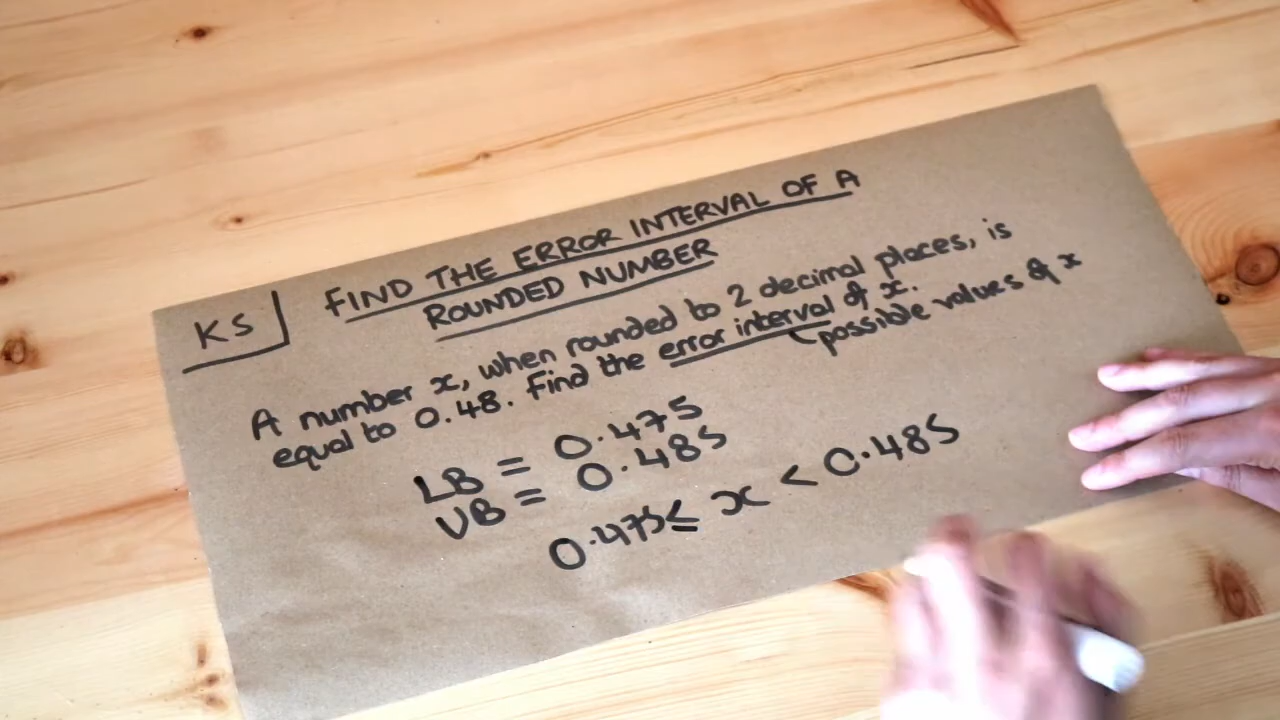 KS
FIND THE ERROR INTERVAL OF A
ROUNDED NUMBER
A number x, when rounded to 2 decimal places, is
equal to 0.48. Find the error interval of x.
possible values of x
LB = 0.475
UB = 0.485
0.475≤ x < 0.485